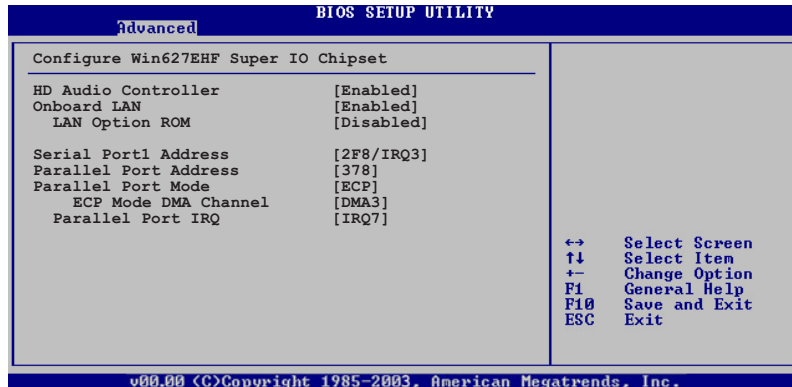 BIOS SETUP UTILITY
Advanced
Configure Win627EHF Super IO Chipset
HD Audio Controller [Enabled]
Onboard LAN [Enabled]
LAN Option ROM [Disabled]
Serial Port1 Address [2F8/IRQ3]
Parallel Port Address [378]
Parallel Port Mode [ECP]
ECP Mode DMA Channel [DMA3]
Parallel Port IRQ [IRQ7]
←→ Select Screen
↑↓ Select Item
+- Change Option
F1 General Help
F10 Save and Exit
ESC Exit
v00.00 (C)Copyright 1985-2003, American Megatrends, Inc.